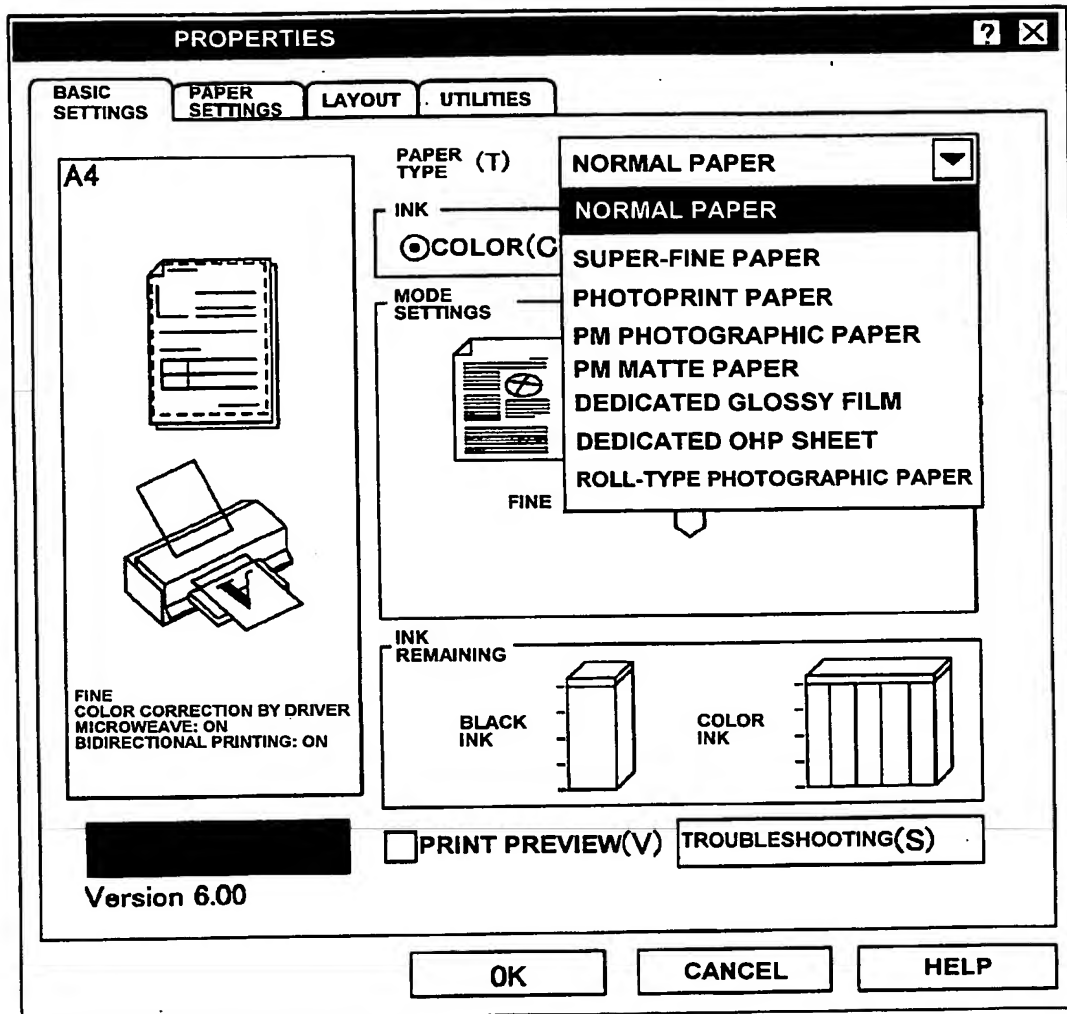 PROPERTIES
?
BASIC
SETTINGS
PAPER
SETTINGS
LAYOUT
UTILITIES
A4
FINE
COLOR CORRECTION BY DRIVER
MICROWEAVE: ON
BIDIRECTIONAL PRINTING: ON
PAPER
TYPE (T)
NORMAL PAPER
NORMAL PAPER
SUPER-FINE PAPER
PHOTOPRINT PAPER
PM PHOTOGRAPHIC PAPER
PM MATTE PAPER
DEDICATED GLOSSY FILM
DEDICATED OHP SHEET
ROLL-TYPE PHOTOGRAPHIC PAPER
INK
COLOR(C
MODE
SETTINGS
FINE
INK
REMAINING
BLACK
INK
COLOR
INK
Version 6.00
PRINT PREVIEW(V)
TROUBLESHOOTING(S)
OK
CANCEL
HELP